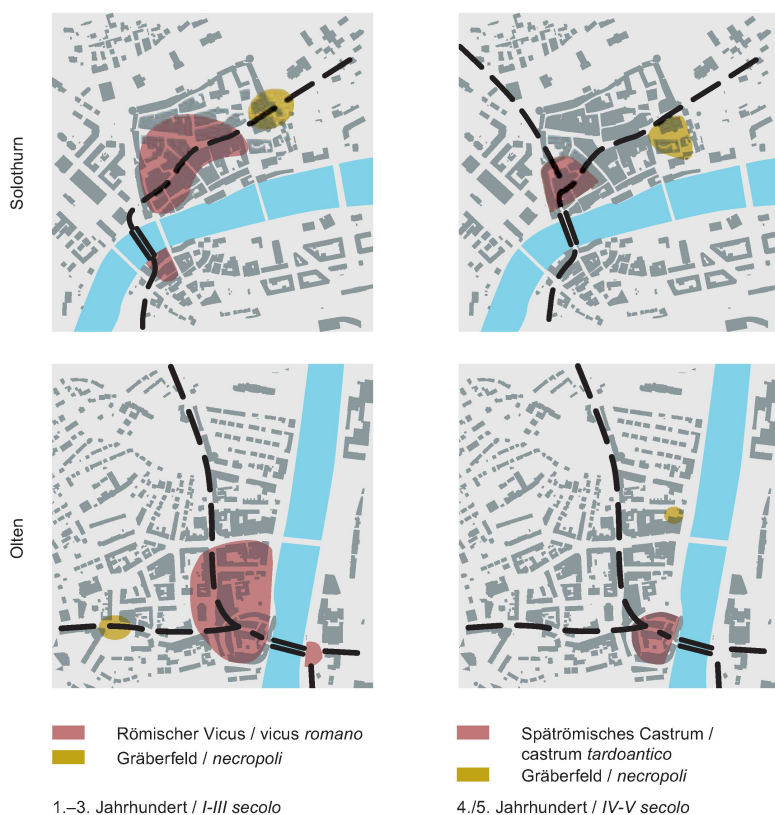 Solothurn
Olten
Römischer Vicus / vicus romano
Gräberfeld / necropoli
1.–3. Jahrhundert / I-III secolo
Spätrömisches Castrum /
castrum tardoantico
Gräberfeld / necropoli
4./5. Jahrhundert / IV-V secolo